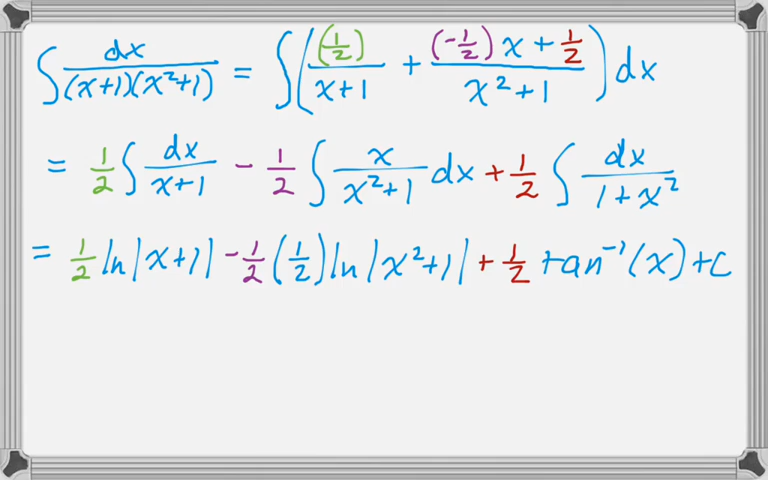 ∫ dx/((x+1)(x²+1)) = ∫ ( (1/2)/(x+1) + ((-1/2)x + 1/2)/(x²+1) ) dx
= 1/2 ∫ dx/(x+1) - 1/2 ∫ x/(x²+1) dx + 1/2 ∫ dx/(1+x²)
= 1/2 ln|x+1| - 1/2 (1/2) ln|x²+1| + 1/2 tan⁻¹(x) + C